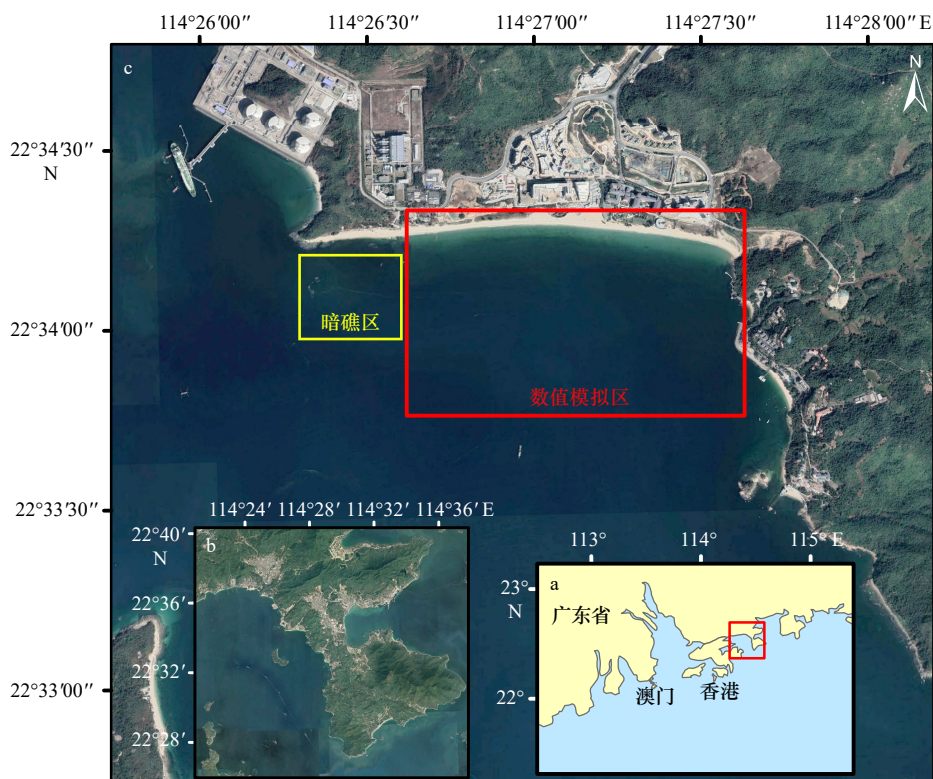 114°26′00″
114°26′30″
114°27′00″
114°27′30″
114°28′00″ E
c
N
22°34′30″
N
22°34′00″
暗礁区
数值模拟区
22°33′30″
22°33′00″
114°24′
114°28′
114°32′
114°36′ E
22°40′
N
b
22°36′
22°32′
22°28′
113°
114°
115° E
a
23°
N
广东省
澳门
香港
22°